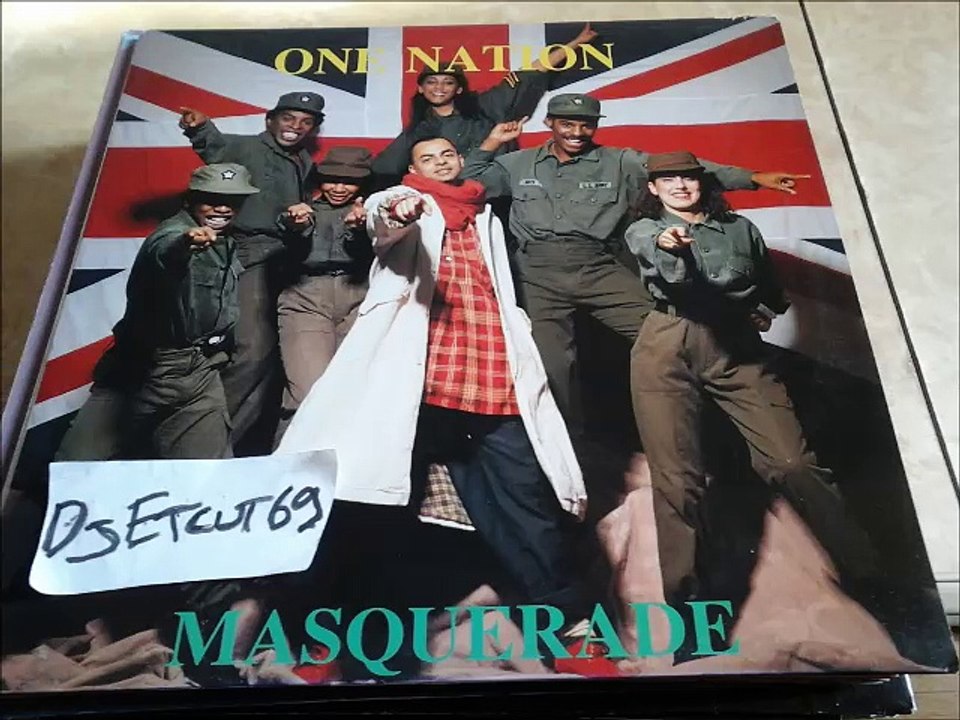 ONE NATION
DJ ETCUT69
MASQUERADE